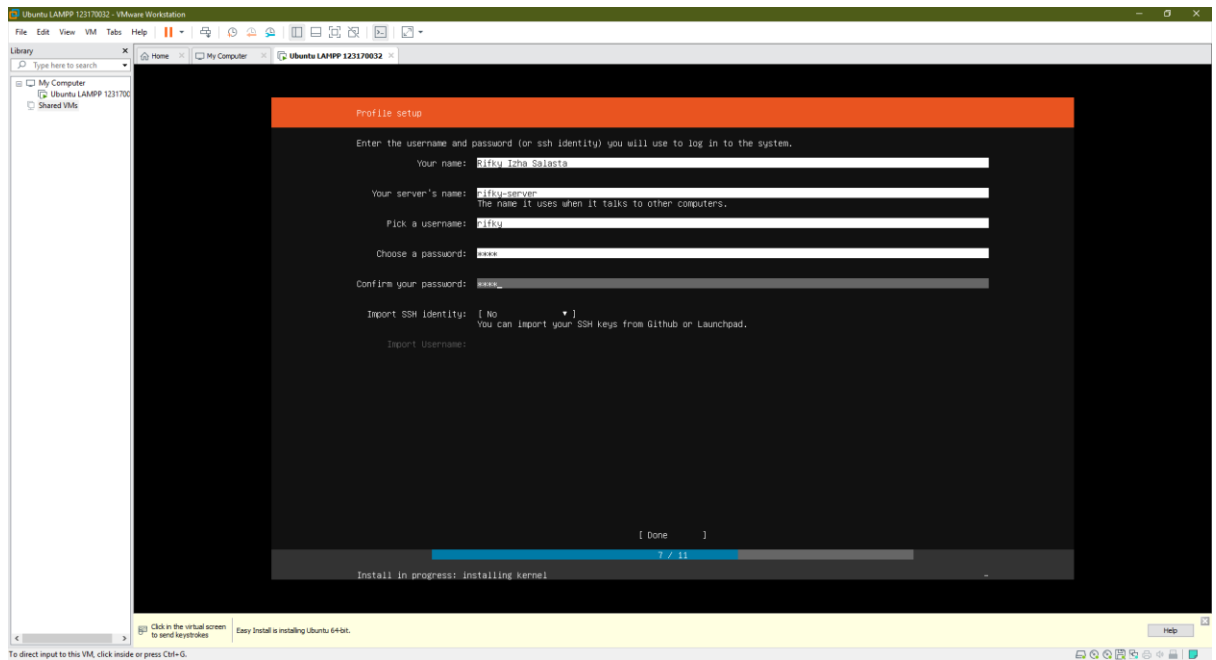 Ubuntu LAMPP 123170032 - VMware Workstation
File Edit View VM Tabs Help
Library
Home
My Computer
Ubuntu LAMPP 123170032
Type here to search
My Computer
Ubuntu LAMPP 1231700
Shared VMs
Profile setup
Enter the username and password (or ssh identity) you will use to log in to the system.
Your name: Rifky Izha Salasta
Your server's name: rifky-server
The name it uses when it talks to other computers.
Pick a username: rifky
Choose a password: ****
Confirm your password: ****_
Import SSH identity: [ No ▼ ]
You can import your SSH keys from Github or Launchpad.
Import Username:
[ Done ]
7 / 11
Install in progress: installing kernel
Click in the virtual screen
to send keystrokes
Easy Install is installing Ubuntu 64-bit.
Help
To direct input to this VM, click inside or press Ctrl+G.